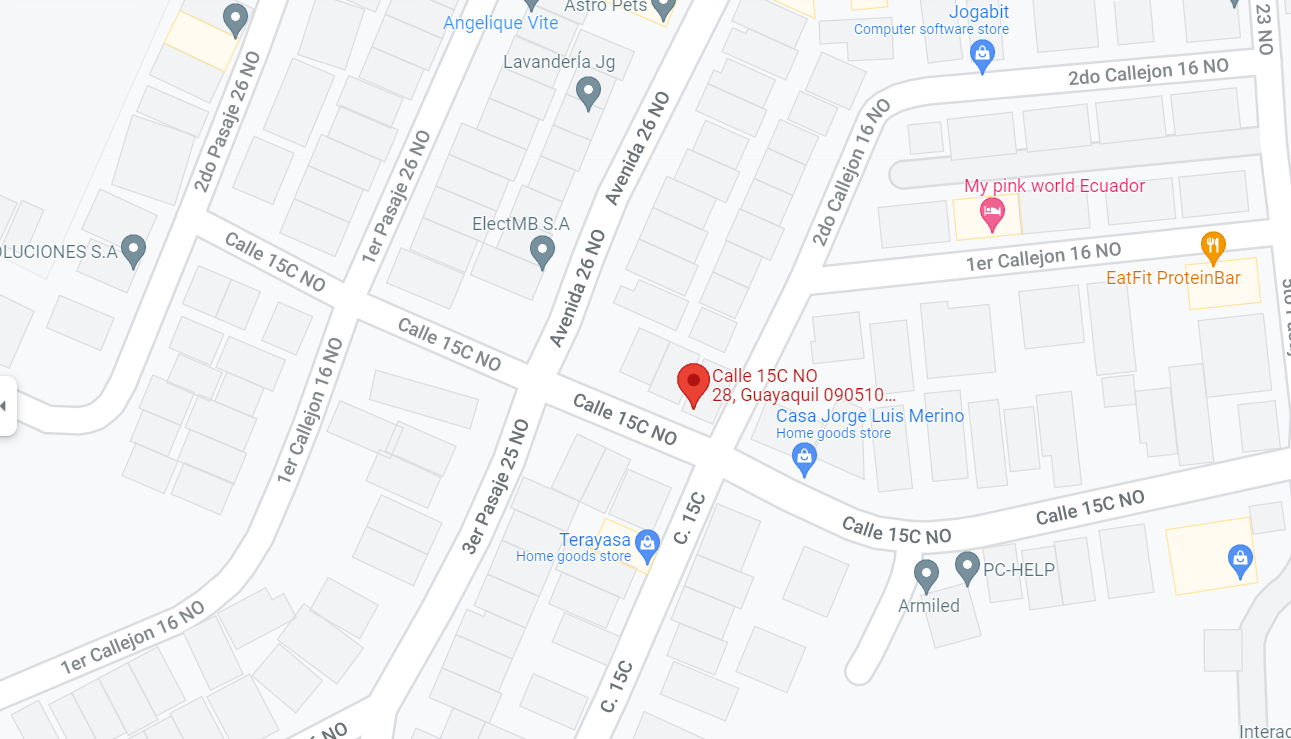 Astro Pets
Angelique Vite
Jogabit
Computer software store
23 NO
LavanderÍa Jg
2do Callejon 16 NO
2do Pasaje 26 NO
1er Pasaje 26 NO
Avenida 26 NO
2do Callejon 16 NO
My pink world Ecuador
ElectMB S.A
OLUCIONES S.A
Calle 15C NO
Avenida 26 NO
1er Callejon 16 NO
EatFit ProteinBar
Calle 15C NO
1er Callejon 16 NO
Calle 15C NO
28, Guayaquil 090510...
Calle 15C NO
Casa Jorge Luis Merino
Home goods store
3er Pasaje 25 NO
C. 15C
Calle 15C NO
Calle 15C NO
Terayasa
Home goods store
PC-HELP
Armiled
1er Callejon 16 NO
C. 15C
NO
Interac